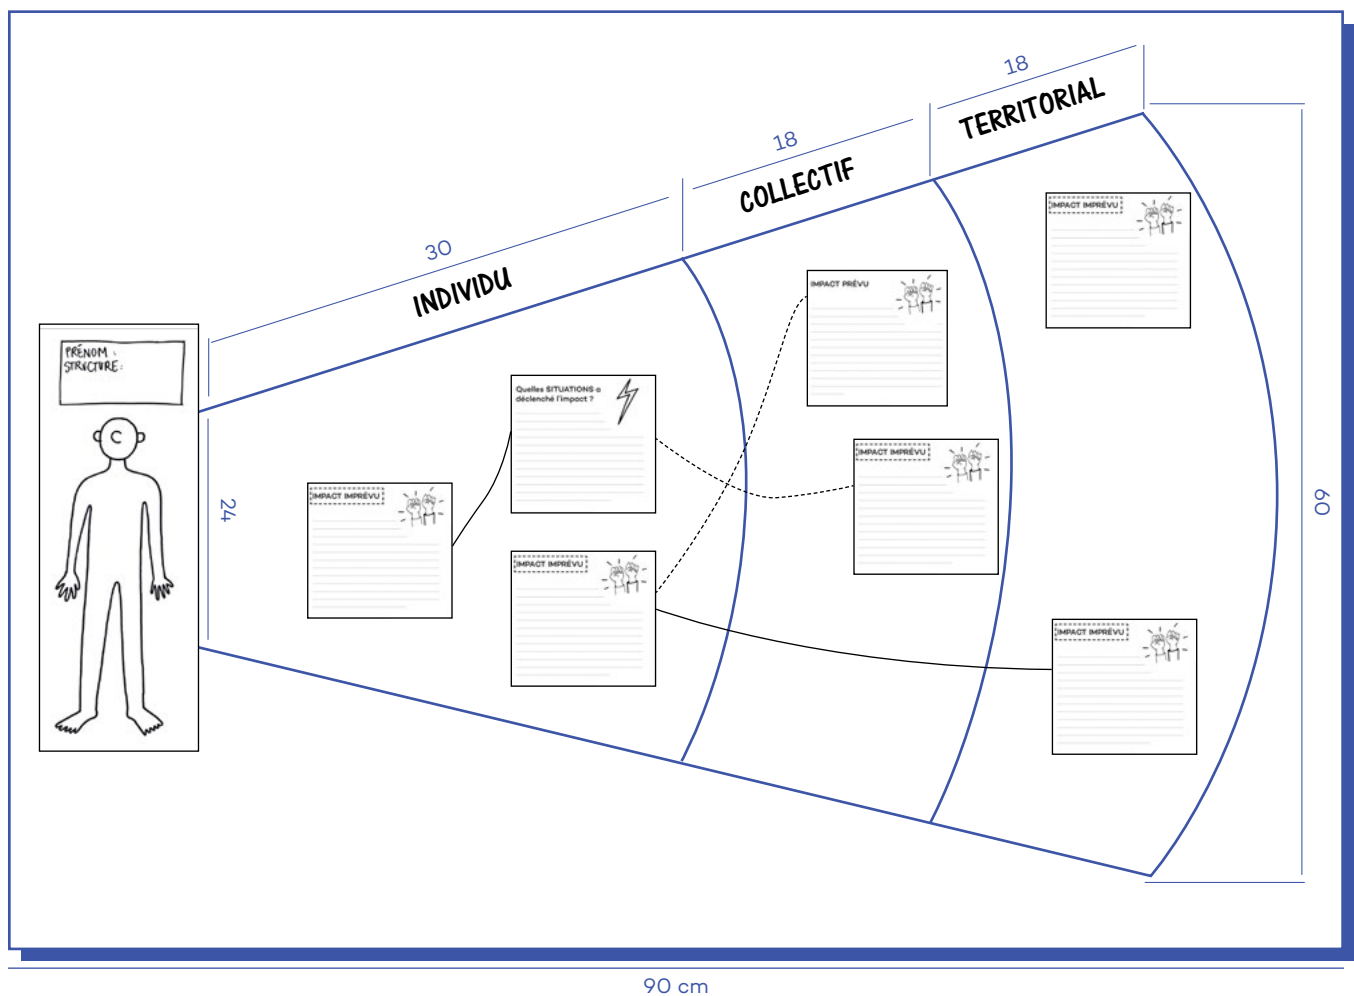 18
TERRITORIAL
18
COLLECTIF
30
INDIVIDU
IMPACT IMPRÉVU
IMPACT PRÉVU
PRÉNOM :
STRUCTURE:
Quelles SITUATIONS a
déclenché l'impact ?
IMPACT IMPRÉVU
IMPACT IMPRÉVU
24
60
IMPACT IMPRÉVU
IMPACT IMPRÉVU
90 cm